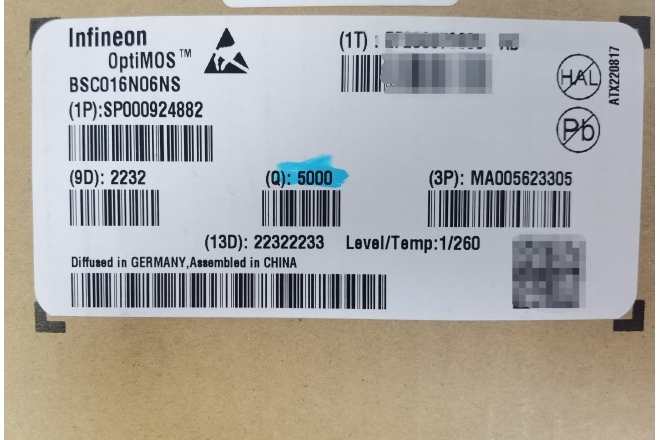 Infineon
OptiMOS™
BSC016N06NS
(1P):SP000924882
(1T) :
HAL
Pb
ATX220817
(9D): 2232
(Q): 5000
(3P): MA005623305
(13D): 22322233 Level/Temp:1/260
Diffused in GERMANY,Assembled in CHINA